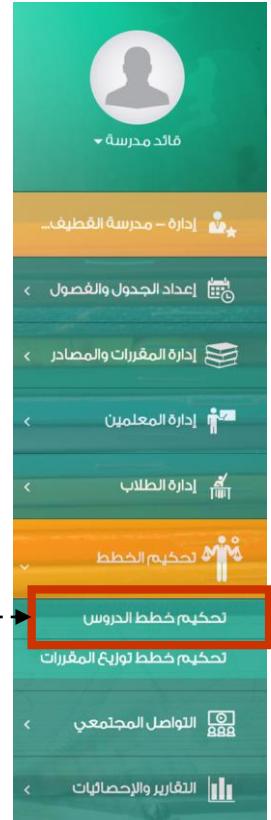 قائد مدرسة
إدارة – مدرسة القطيف...
إعداد الجدول والفصول
إدارة المقررات والمصادر
إدارة المعلمين
إدارة الطلاب
تحكيم الخطط
تحكيم خطط الدروس
تحكيم خطط توزيع المقررات
التواصل المجتمعي
التقارير والإحصائيات